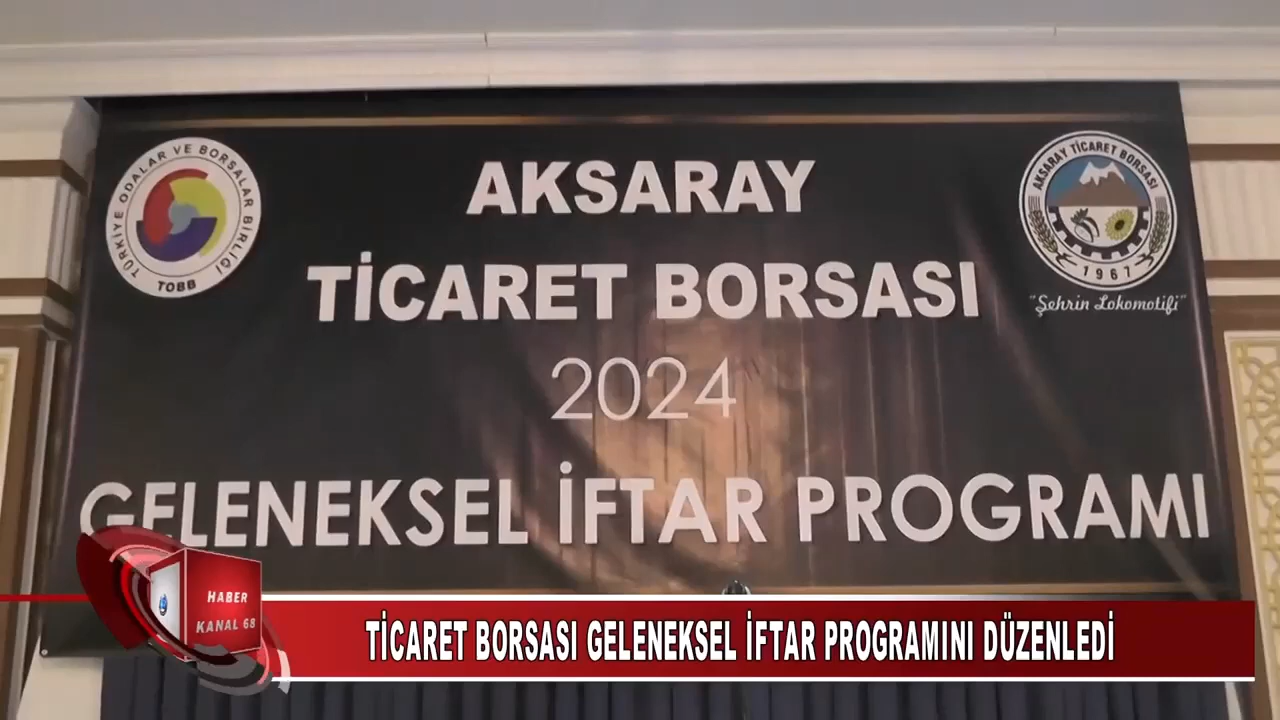 TÜRKİYE ODALAR VE BORSALAR BİRLİĞİ
TOBB
AKSARAY TİCARET BORSASI
1967
"Şehrin Lokomotifi"
AKSARAY
TİCARET BORSASI
2024
GELENEKSEL İFTAR PROGRAMI
HABER
KANAL 68
TİCARET BORSASI GELENEKSEL İFTAR PROGRAMINI DÜZENLEDİ